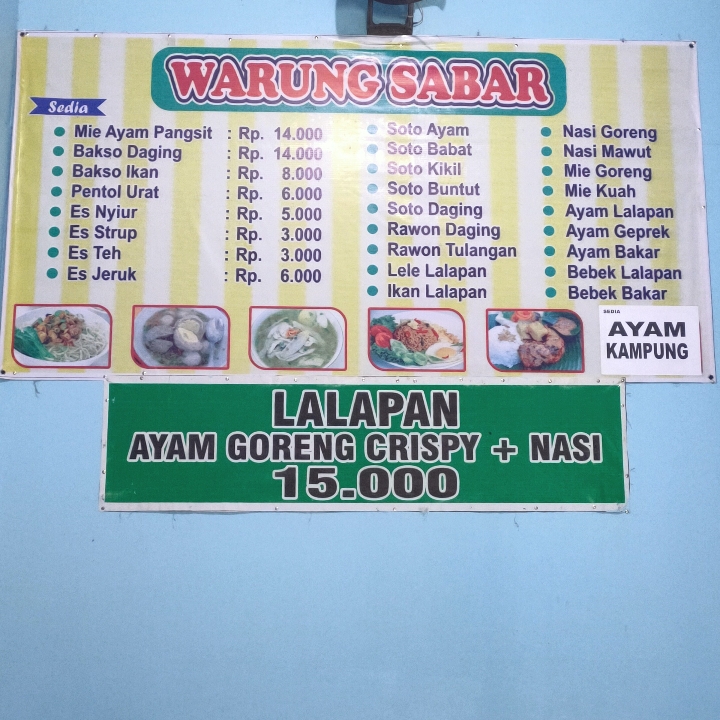 WARUNG SABAR
Sedia
Mie Ayam Pangsit : Rp. 14.000
Bakso Daging : Rp. 14.000
Bakso Ikan : Rp. 8.000
Pentol Urat : Rp. 6.000
Es Nyiur : Rp. 5.000
Es Strup : Rp. 3.000
Es Teh : Rp. 3.000
Es Jeruk : Rp. 6.000
Soto Ayam
Soto Babat
Soto Kikil
Soto Buntut
Soto Daging
Rawon Daging
Rawon Tulangan
Lele Lalapan
Ikan Lalapan
Nasi Goreng
Nasi Mawut
Mie Goreng
Mie Kuah
Ayam Lalapan
Ayam Geprek
Ayam Bakar
Bebek Lalapan
Bebek Bakar
SEDIA
AYAM
KAMPUNG
LALAPAN
AYAM GORENG CRISPY + NASI
15.000